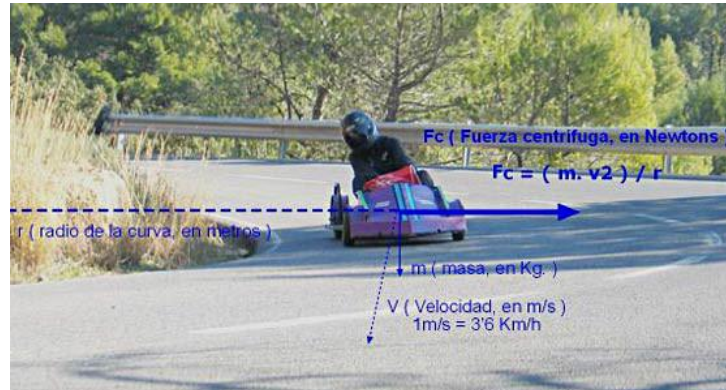 Fc ( Fuerza centrifuga, en Newtons
Fc = ( m. v2 ) / r
r ( radio de la curva, en metros )
m ( masa, en Kg. )
V ( Velocidad, en m/s )
1m/s = 3'6 Km/h